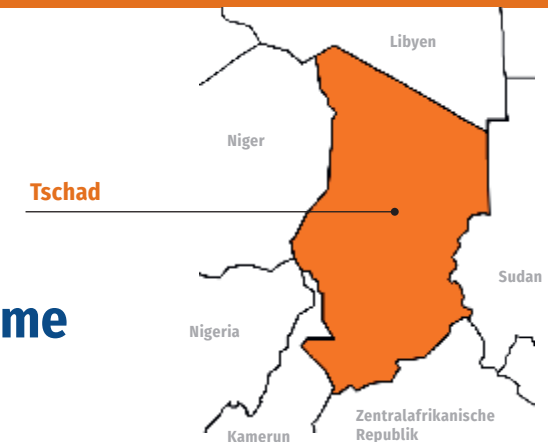 Libyen
Niger
Tschad
Sudan
me
Nigeria
Zentralafrikanische
Republik
Kamerun